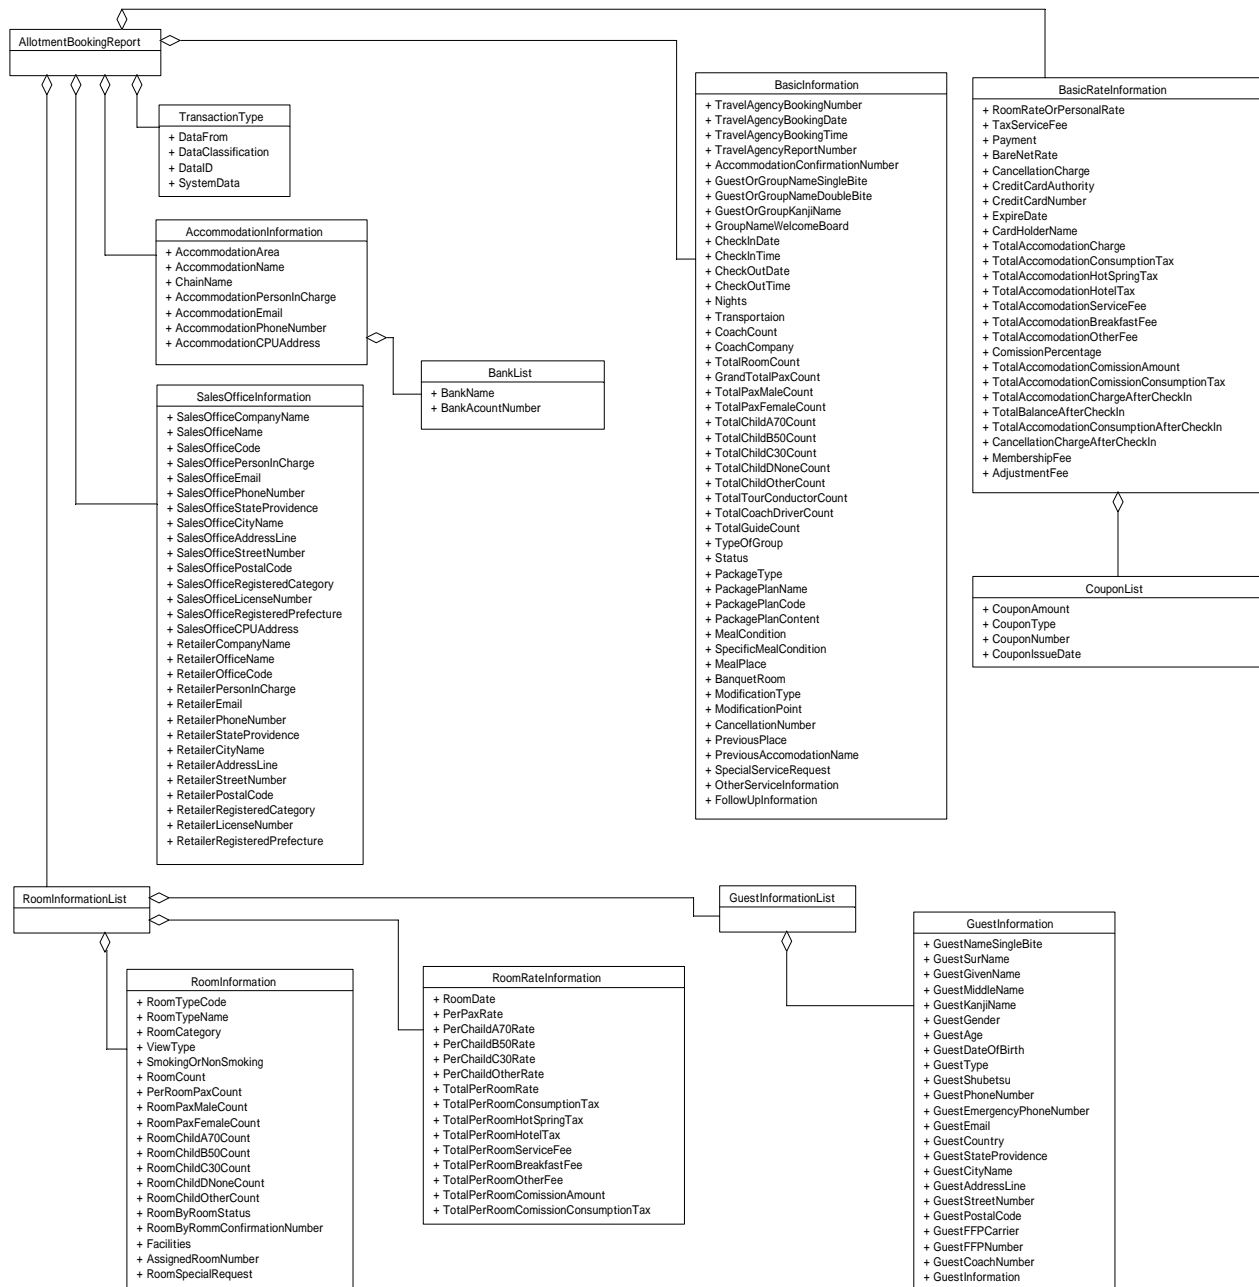 AllotmentBookingReport
TransactionType
+ DataFrom
+ DataClassification
+ DataID
+ SystemData
AccommodationInformation
+ AccommodationArea
+ AccommodationName
+ ChainName
+ AccommodationPersonInCharge
+ AccommodationEmail
+ AccommodationPhoneNumber
+ AccommodationCPUAddress
BankList
+ BankName
+ BankAcountNumber
SalesOfficeInformation
+ SalesOfficeCompanyName
+ SalesOfficeName
+ SalesOfficeCode
+ SalesOfficePersonInCharge
+ SalesOfficeEmail
+ SalesOfficePhoneNumber
+ SalesOfficeStateProvidence
+ SalesOfficeCityName
+ SalesOfficeAddressLine
+ SalesOfficeStreetNumber
+ SalesOfficePostalCode
+ SalesOfficeRegisteredCategory
+ SalesOfficeLicenseNumber
+ SalesOfficeRegisteredPrefecture
+ SalesOfficeCPUAddress
+ RetailerCompanyName
+ RetailerOfficeName
+ RetailerOfficeCode
+ RetailerPersonInCharge
+ RetailerEmail
+ RetailerPhoneNumber
+ RetailerStateProvidence
+ RetailerCityName
+ RetailerAddressLine
+ RetailerStreetNumber
+ RetailerPostalCode
+ RetailerRegisteredCategory
+ RetailerLicenseNumber
+ RetailerRegisteredPrefecture
BasicInformation
+ TravelAgencyBookingNumber
+ TravelAgencyBookingDate
+ TravelAgencyBookingTime
+ TravelAgencyReportNumber
+ AccommodationConfirmationNumber
+ GuestOrGroupNameSingleBite
+ GuestOrGroupNameDoubleBite
+ GuestOrGroupKanjiName
+ GroupNameWelcomeBoard
+ CheckInDate
+ CheckInTime
+ CheckOutDate
+ CheckOutTime
+ Nights
+ Transportaion
+ CoachCount
+ CoachCompany
+ TotalRoomCount
+ GrandTotalPaxCount
+ TotalPaxMaleCount
+ TotalPaxFemaleCount
+ TotalChildA70Count
+ TotalChildB50Count
+ TotalChildC30Count
+ TotalChildDNoneCount
+ TotalChildOtherCount
+ TotalTourConductorCount
+ TotalCoachDriverCount
+ TotalGuideCount
+ TypeOfGroup
+ Status
+ PackageType
+ PackagePlanName
+ PackagePlanCode
+ PackagePlanContent
+ MealCondition
+ SpecificMealCondition
+ MealPlace
+ BanquetRoom
+ ModificationType
+ ModificationPoint
+ CancellationNumber
+ PreviousPlace
+ PreviousAccomodationName
+ SpecialServiceRequest
+ OtherServiceInformation
+ FollowUpInformation
BasicRateInformation
+ RoomRateOrPersonalRate
+ TaxServiceFee
+ Payment
+ BareNetRate
+ CancellationCharge
+ CreditCardAuthority
+ CreditCardNumber
+ ExpireDate
+ CardHolderName
+ TotalAccomodationCharge
+ TotalAccomodationConsumptionTax
+ TotalAccomodationHotSpringTax
+ TotalAccomodationHotelTax
+ TotalAccomodationServiceFee
+ TotalAccomodationBreakfastFee
+ TotalAccomodationOtherFee
+ ComissionPercentage
+ TotalAccomodationComissionAmount
+ TotalAccomodationComissionConsumptionTax
+ TotalAccomodationChargeAfterCheckIn
+ TotalBalanceAfterCheckIn
+ TotalAccomodationConsumptionAfterCheckIn
+ CancellationChargeAfterCheckIn
+ MembershipFee
+ AdjustmentFee
CouponList
+ CouponAmount
+ CouponType
+ CouponNumber
+ CouponIssueDate
RoomInformationList
RoomInformation
+ RoomTypeCode
+ RoomTypeName
+ RoomCategory
+ ViewType
+ SmokingOrNonSmoking
+ RoomCount
+ PerRoomPaxCount
+ RoomPaxMaleCount
+ RoomPaxFemaleCount
+ RoomChildA70Count
+ RoomChildB50Count
+ RoomChildC30Count
+ RoomChildDNoneCount
+ RoomChildOtherCount
+ RoomByRoomStatus
+ RoomByRommConfirmationNumber
+ Facilities
+ AssignedRoomNumber
+ RoomSpecialRequest
RoomRateInformation
+ RoomDate
+ PerPaxRate
+ PerChaildA70Rate
+ PerChaildB50Rate
+ PerChaildC30Rate
+ PerChaildOtherRate
+ TotalPerRoomRate
+ TotalPerRoomConsumptionTax
+ TotalPerRoomHotSpringTax
+ TotalPerRoomHotelTax
+ TotalPerRoomServiceFee
+ TotalPerRoomBreakfastFee
+ TotalPerRoomOtherFee
+ TotalPerRoomComissionAmount
+ TotalPerRoomComissionConsumptionTax
GuestInformationList
GuestInformation
+ GuestNameSingleBite
+ GuestSurName
+ GuestGivenName
+ GuestMiddleName
+ GuestKanjiName
+ GuestGender
+ GuestAge
+ GuestDateOfBirth
+ GuestType
+ GuestShubetsu
+ GuestPhoneNumber
+ GuestEmergencyPhoneNumber
+ GuestEmail
+ GuestCountry
+ GuestStateProvidence
+ GuestCityName
+ GuestAddressLine
+ GuestStreetNumber
+ GuestPostalCode
+ GuestFFPCarrier
+ GuestFFPNumber
+ GuestCoachNumber
+ GuestInformation